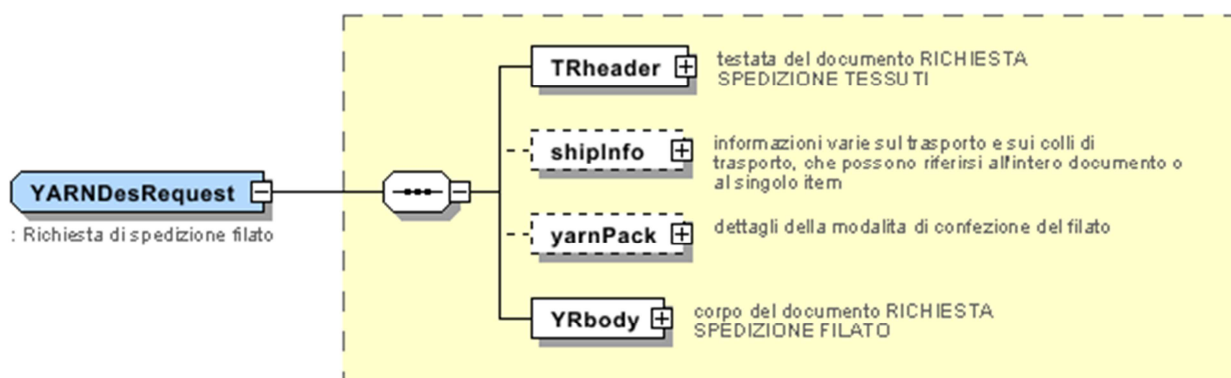 TRheader
testata del documento RICHIESTA
SPEDIZIONE TESSUTI
shipInfo
informazioni varie sul trasporto e sui colli di
trasporto, che possono riferirsi all'intero documento o
al singolo item
YARNDesRequest
: Richiesta di spedizione filato
yarnPack
dettagli della modalita di confezione del filato
YRbody
corpo del documento RICHIESTA
SPEDIZIONE FILATO